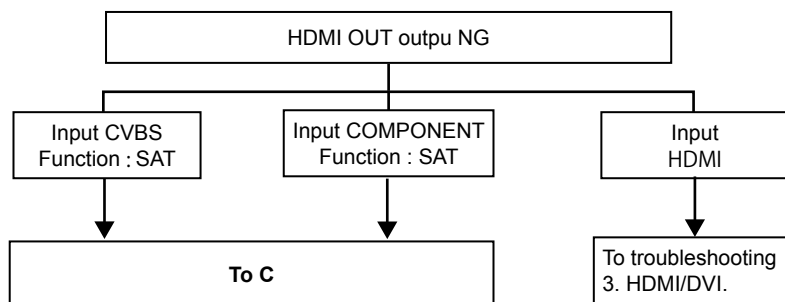 HDMI OUT outpu NG
Input CVBS
Function : SAT
Input COMPONENT
Function : SAT
Input
HDMI
To C
To troubleshooting
3. HDMI/DVI.